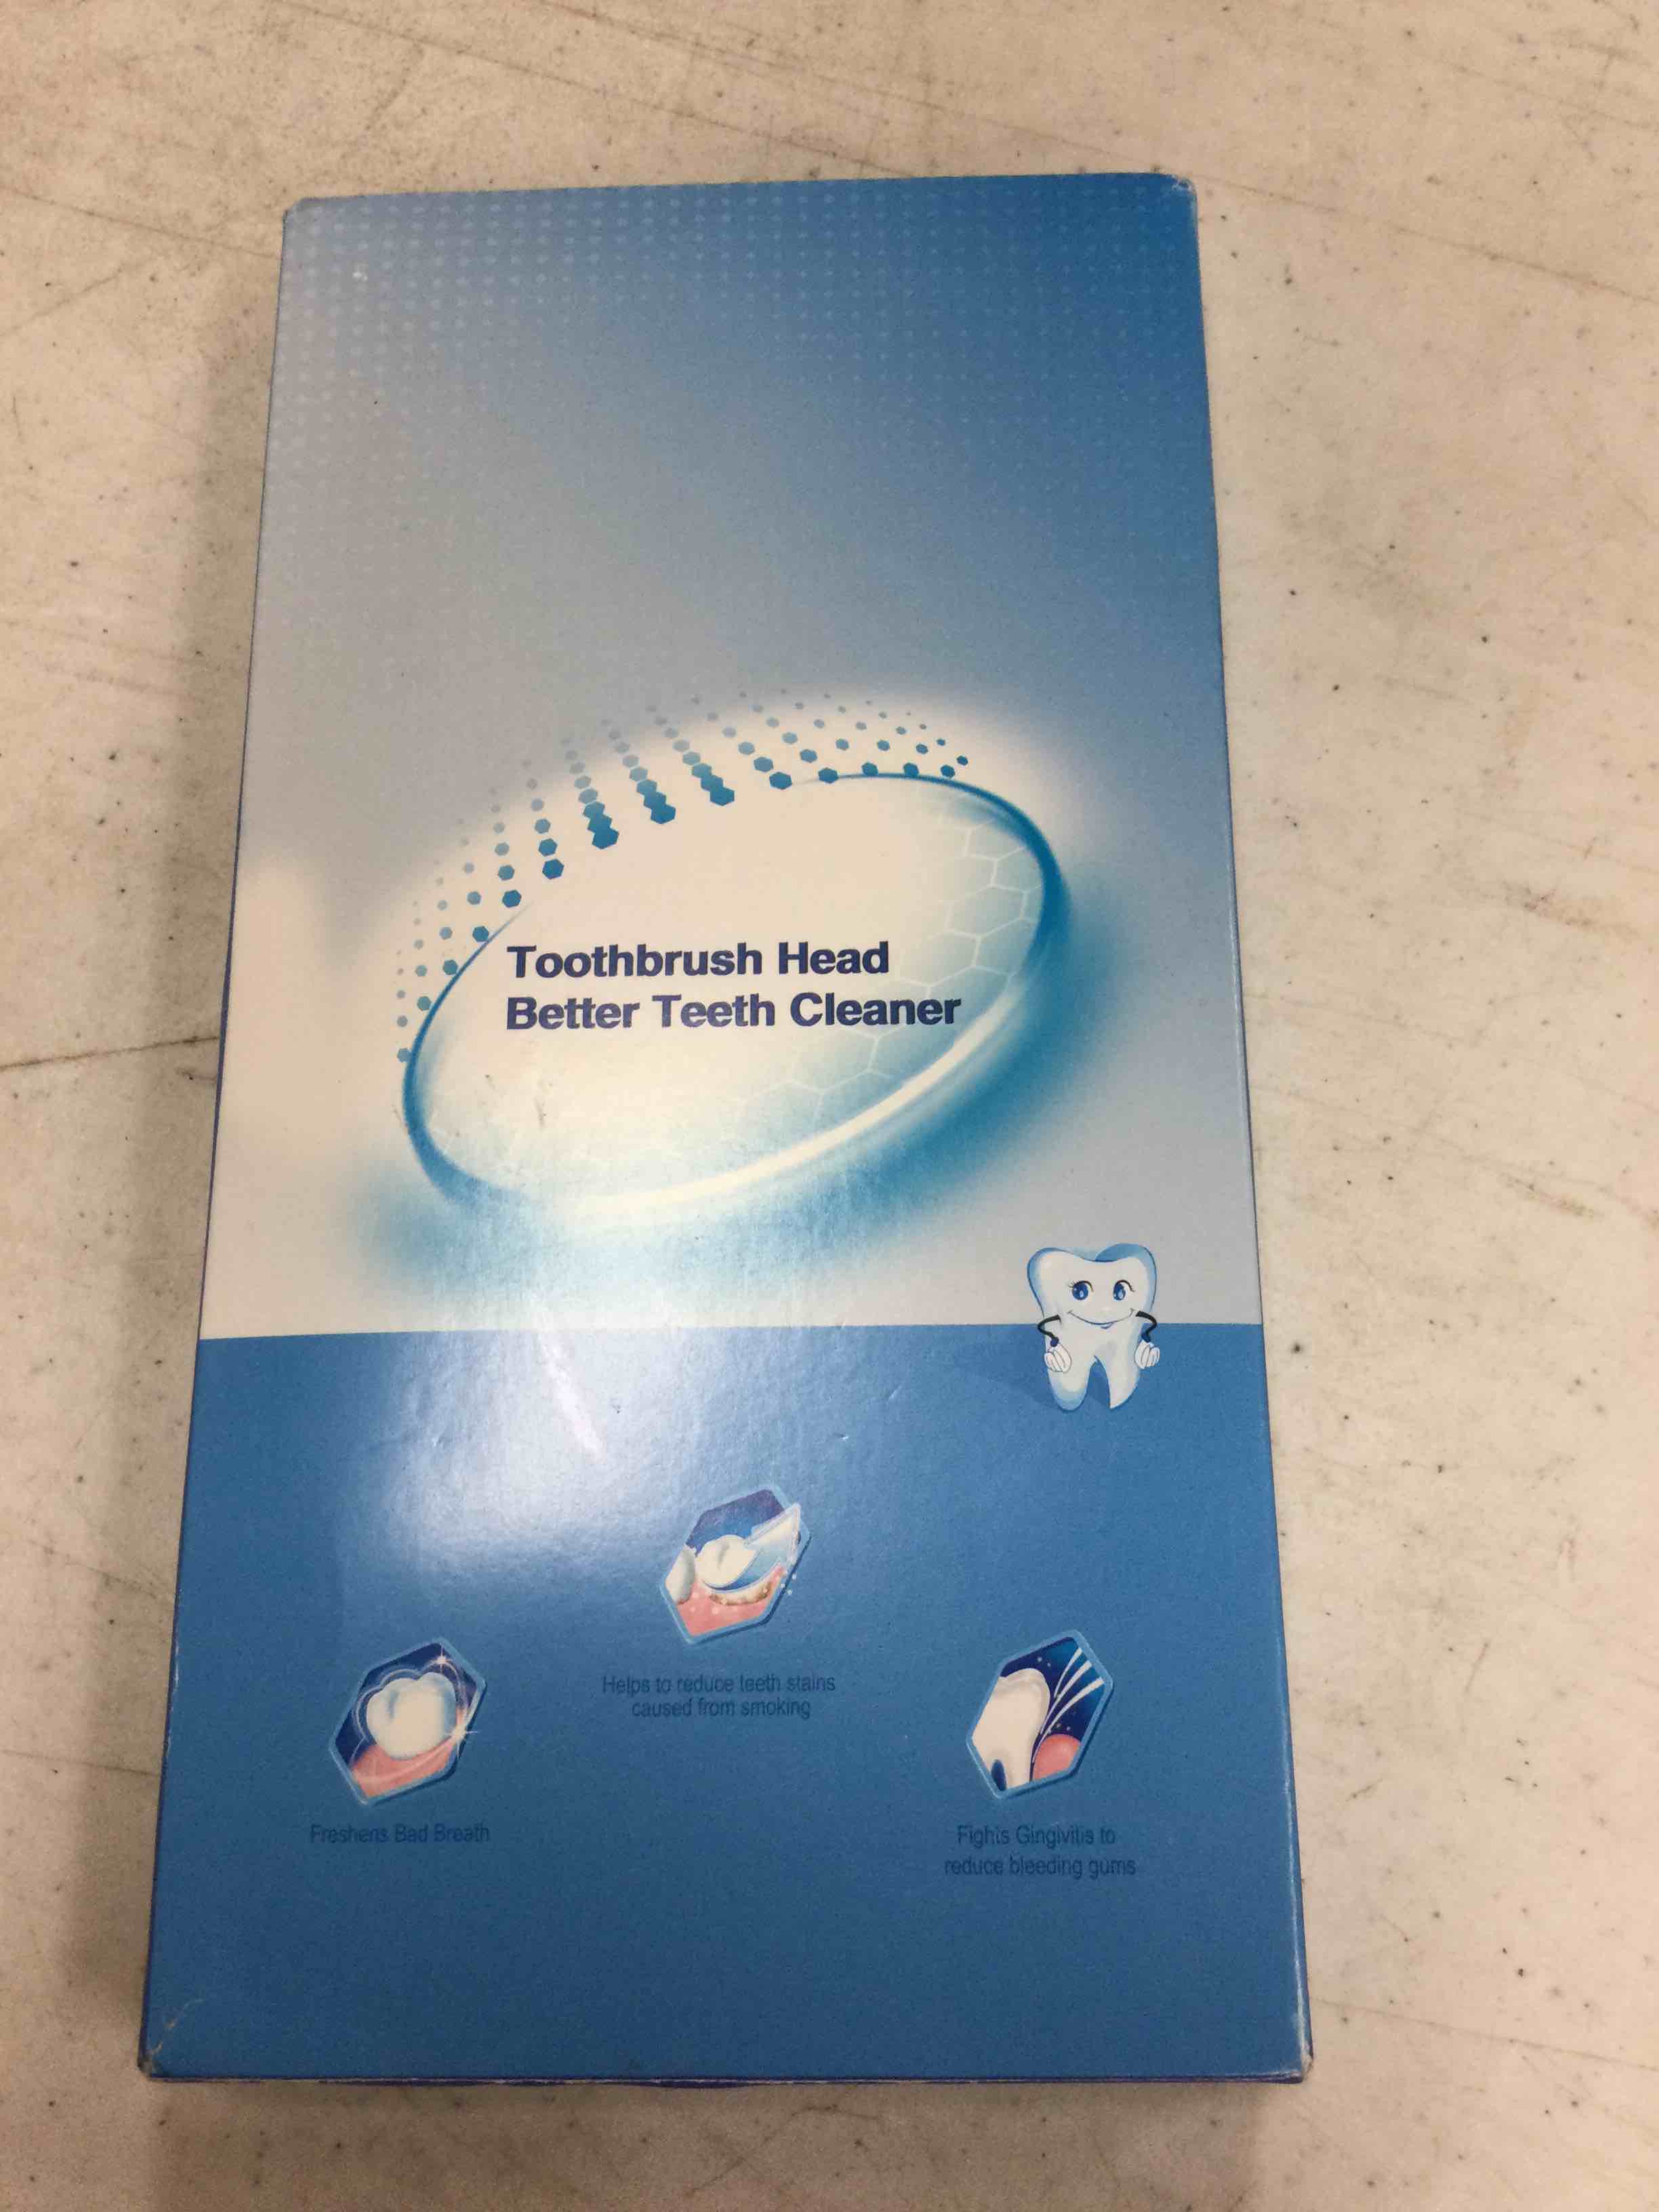 Toothbrush Head
Better Teeth Cleaner
Helps to reduce teeth stains
caused from smoking
Freshens Bad Breath
Fights Gingivitis to
reduce bleeding gums